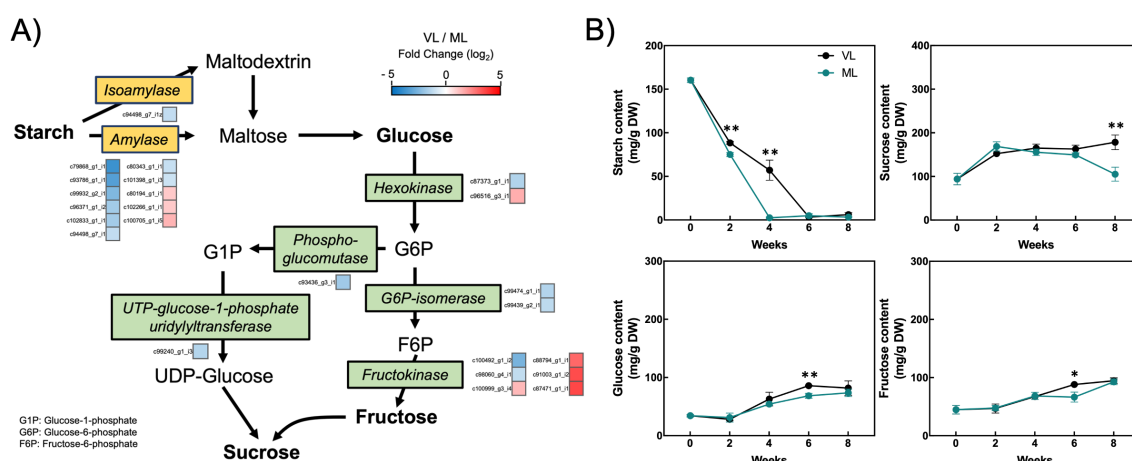 A)
VL / ML
Fold Change (log2)
- 5
0
5
Maltodextrin
Isoamylase
c94498_g7_i1z
Starch
Amylase
Maltose
Glucose
c79868_g1_i1
c93786_g1_i1
c99932_g2_i1
c96371_g1_i2
c102833_g1_i1
c94498_g7_i1
c80343_g1_i1
c101398_g1_i3
c80194_g1_i1
c102266_g1_i1
c100705_g1_i5
Hexokinase
c87373_g1_i1
c96516_g3_i1
G1P
Phospho-
glucomutase
G6P
c93436_g3_i1
G6P-isomerase
c99474_g1_i1
c99439_g2_i1
UTP-glucose-1-phosphate
uridylyltransferase
c99240_g1_i3
UDP-Glucose
F6P
Fructokinase
c100492_g1_i2
c98060_g4_i1
c100999_g3_i4
c88794_g1_i1
c91003_g1_i2
c87471_g1_i1
Fructose
Sucrose
G1P: Glucose-1-phosphate
G6P: Glucose-6-phosphate
F6P: Fructose-6-phosphate
B)
Starch content
(mg/g DW)
200
150
100
50
0
VL
ML
**
**
0 2 4 6 8
Weeks
Sucrose content
(mg/g DW)
300
200
100
0
**
0 2 4 6 8
Weeks
Glucose content
(mg/g DW)
300
200
100
0
**
0 2 4 6 8
Weeks
Fructose content
(mg/g DW)
300
200
100
0
*
0 2 4 6 8
Weeks